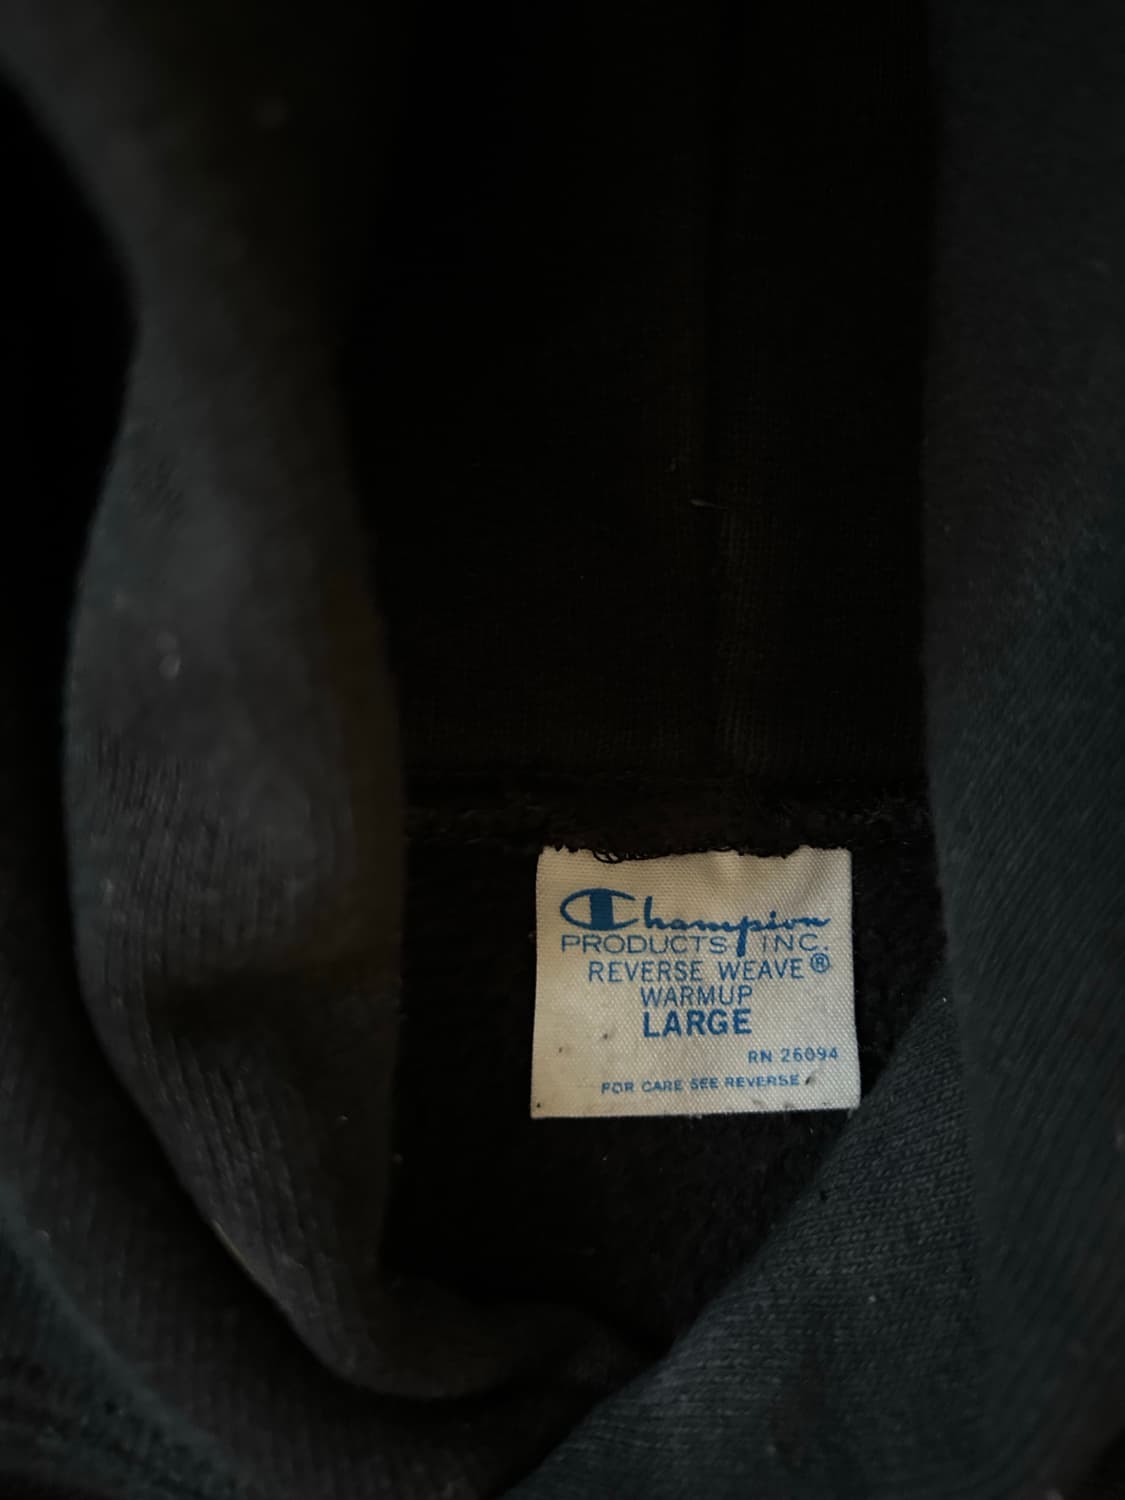 Champion
PRODUCTS INC.
REVERSE WEAVE®
WARMUP
LARGE
RN 26094
FOR CARE SEE REVERSE